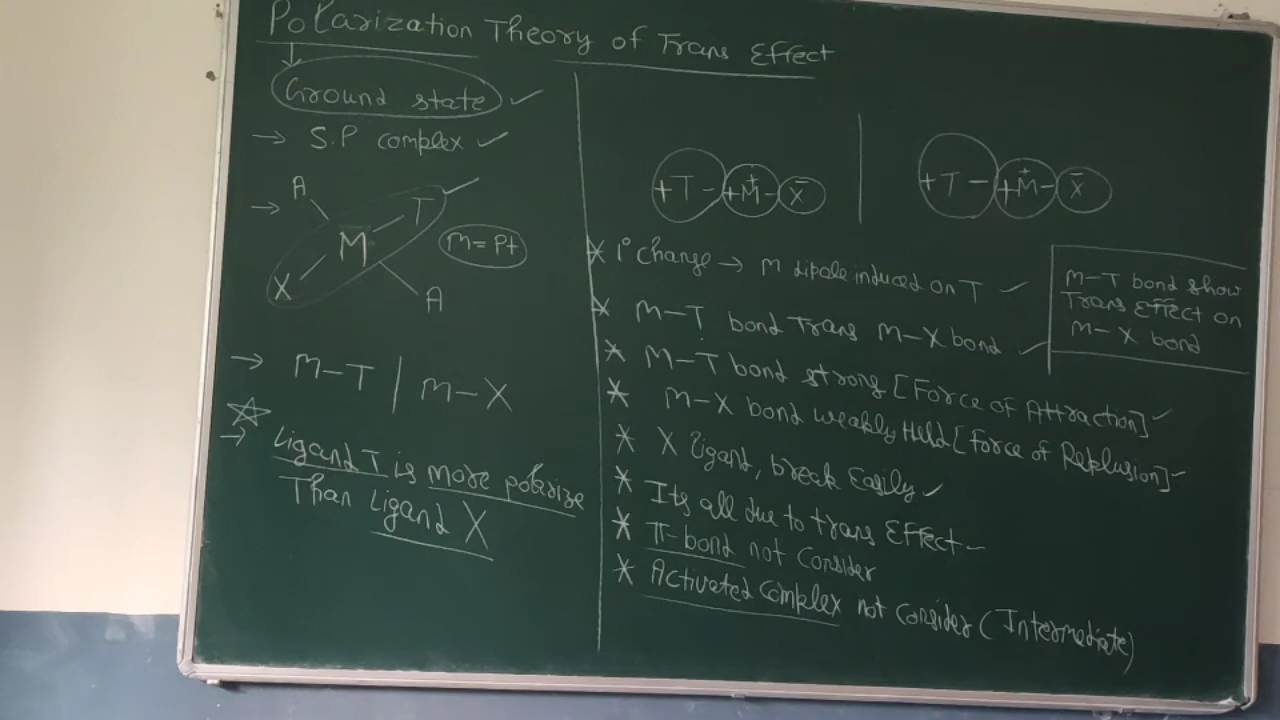 Polarization Theory of Trans Effect
↓
Ground state ✓
→ S.P complex ✓
A
→ T
M M=Pt
X
A
→ M-T | M-X
☆
→ Ligand T is more polarize
Than Ligand X
+T- +M⁺- X⁻ | +T- +M⁺- X⁻
* 1° change → M dipole induced on T ✓
* M-T bond Trans M-X bond ✓
* M-T bond strong [Force of Attraction] ✓
* M-X bond weakly Held [Force of Replusion]
* X ligand, break Easily ✓
* Its all due to trans Effect
* π-bond not Consider
* Activated Complex not Consider (Intermediate)
M-T bond show
Trans Effect on
M-X bond